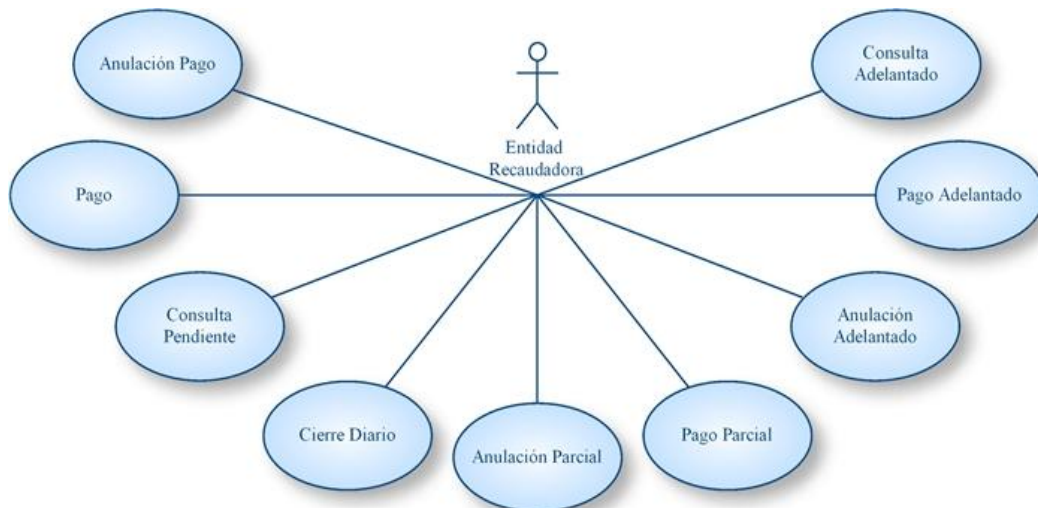 Anulación Pago
Entidad
Recaudadora
Consulta
Adelantado
Pago
Pago Adelantado
Consulta
Pendiente
Anulación
Adelantado
Cierre Diario
Anulación Parcial
Pago Parcial